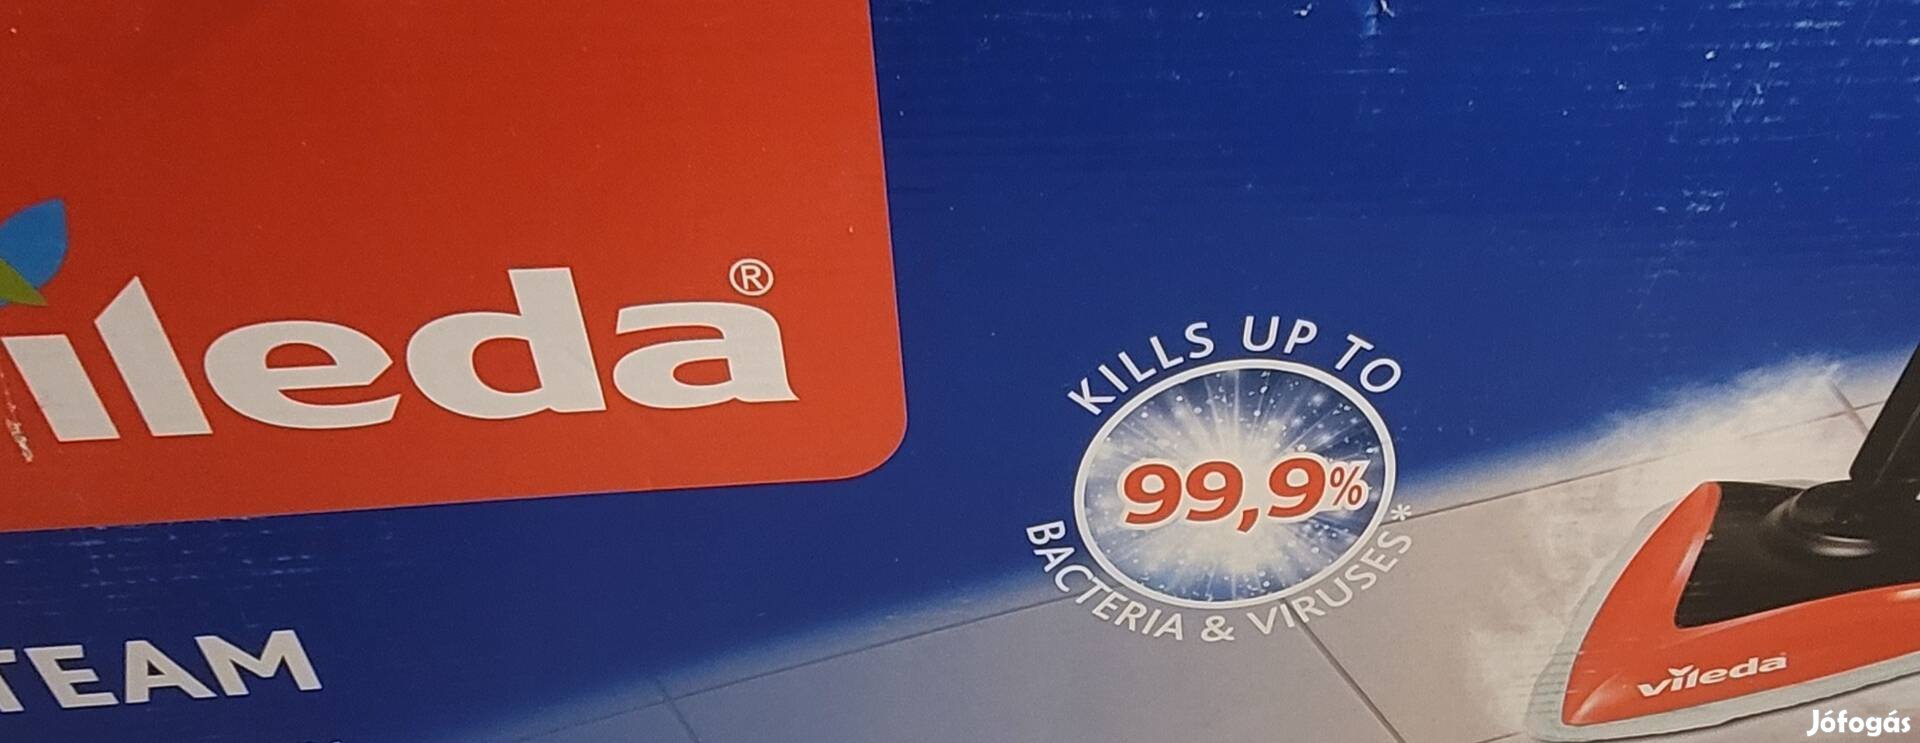 ileda®
KILLS UP TO
99,9%
BACTERIA & VIRUSES*
TEAM
vileda
Jófogás